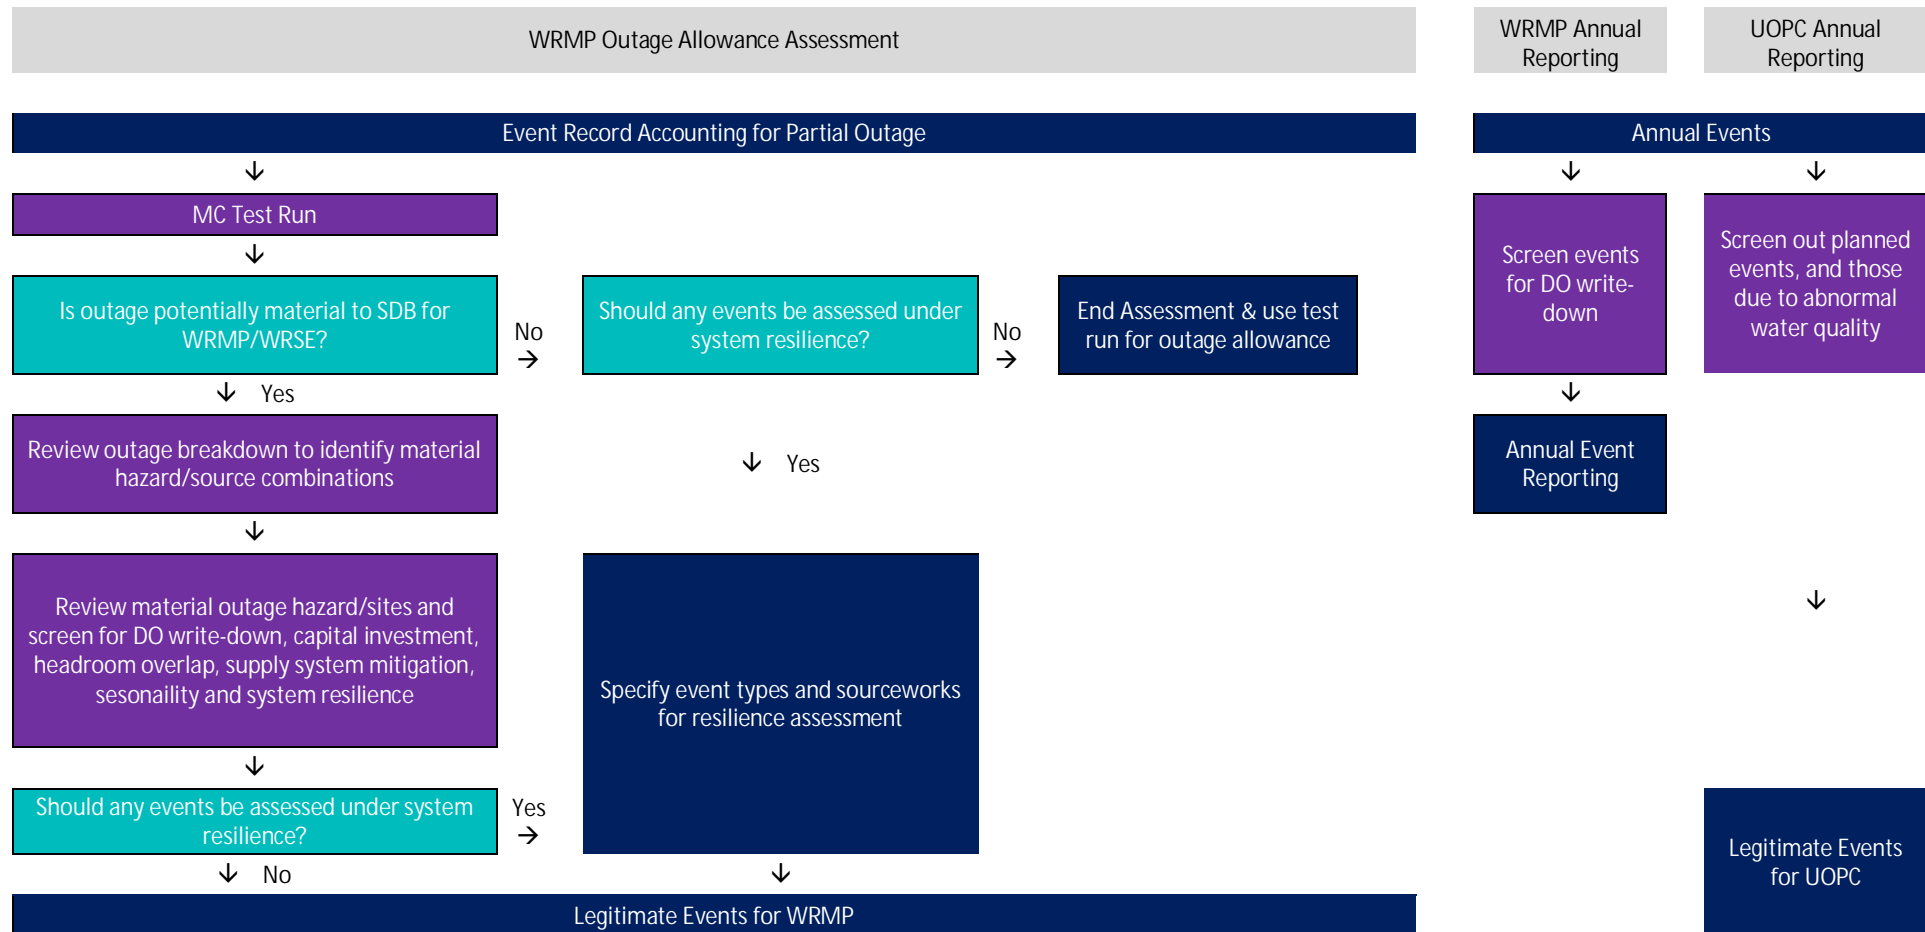 WRMP Outage Allowance Assessment
WRMP Annual
Reporting
UOPC Annual
Reporting
Event Record Accounting for Partial Outage
Annual Events
MC Test Run
Is outage potentially material to SDB for
WRMP/WRSE?
No
Should any events be assessed under
system resilience?
No
End Assessment & use test
run for outage allowance
Screen events
for DO write-
down
Screen out planned
events, and those
due to abnormal
water quality
Yes
Review outage breakdown to identify material
hazard/source combinations
Yes
Annual Event
Reporting
Review material outage hazard/sites and
screen for DO write-down, capital investment,
headroom overlap, supply system mitigation,
sesonaility and system resilience
Specify event types and sourceworks
for resilience assessment
Should any events be assessed under system
resilience?
Yes
No
Legitimate Events
for UOPC
Legitimate Events for WRMP